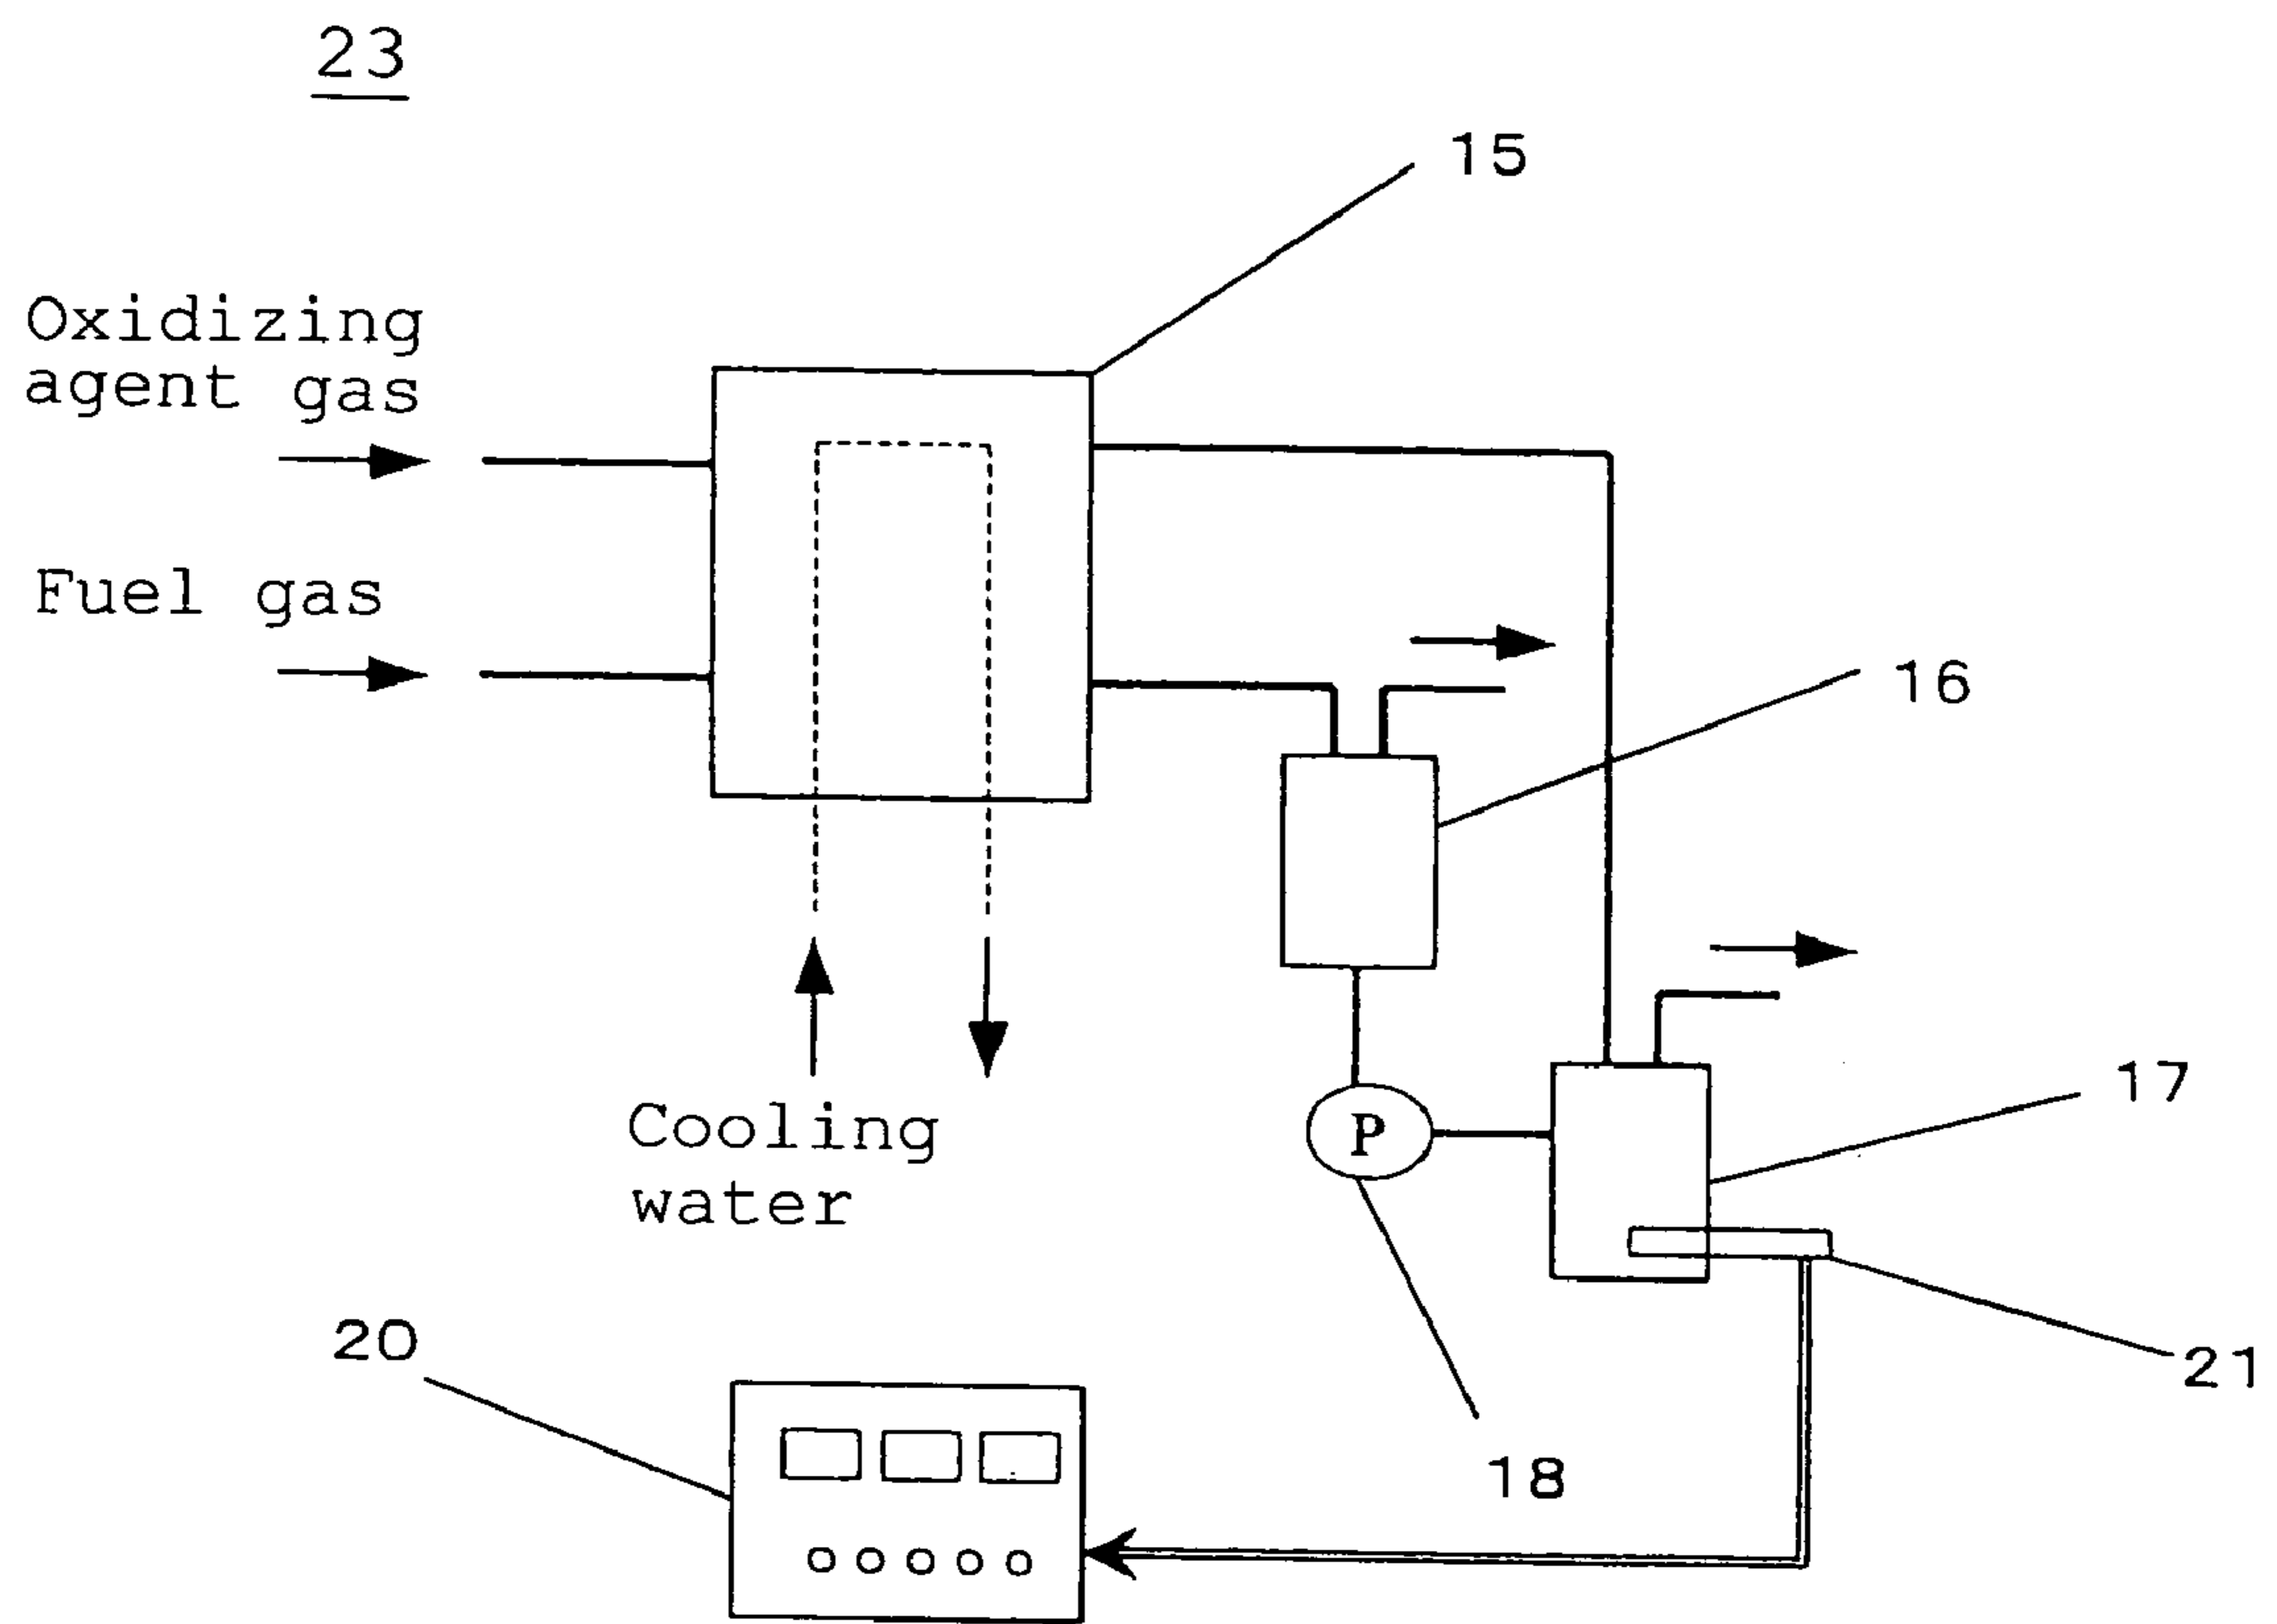 23
15
Oxidizing
agent gas
Fuel gas
16
17
Cooling
water
P
20
21
18